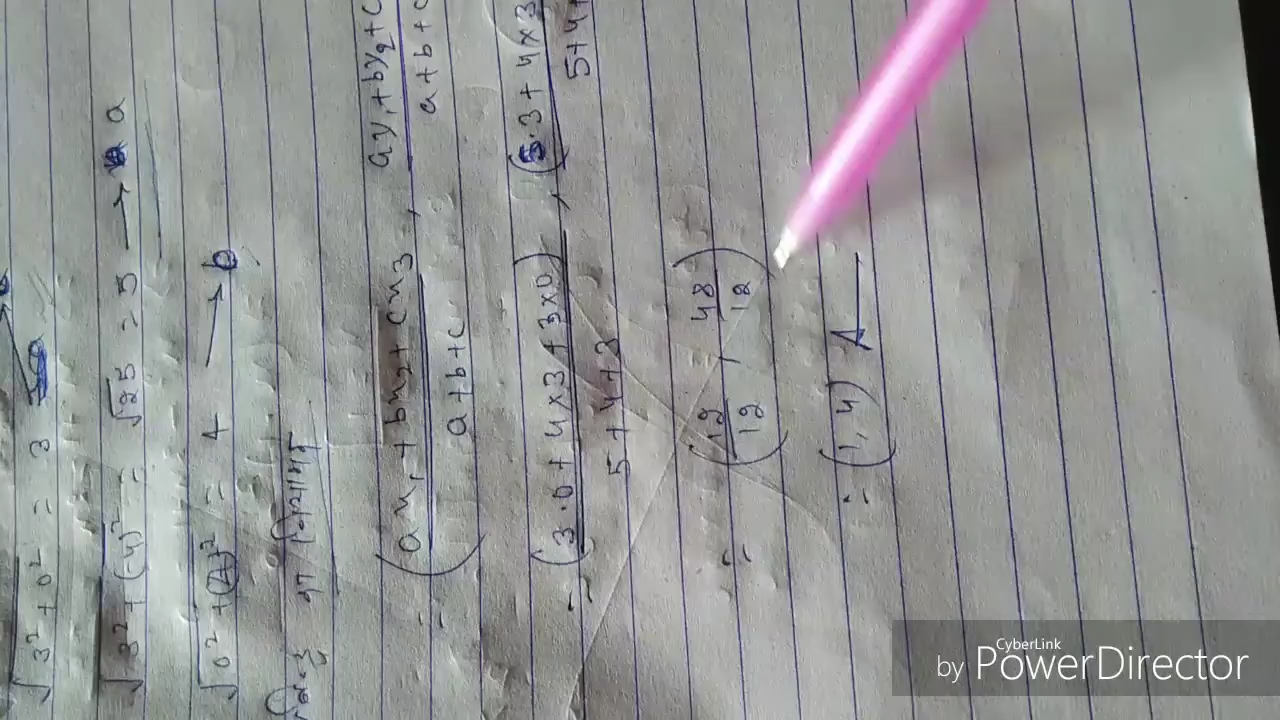 √3² + 0² = 3
√3² + (4)² = √25 = 5 → a
√0² + (4)² = 4 → b
= (ax₁ + bx₂ + cx₃ / a + b + c , ay₁ + by₂ + c / a + b + c
= (3·0 + 4×3 + 3×0) / 5 + 4 + 3 , (5·3 + 4×3 / 5 + 4 +
= (12/12 , 48/12)
= (1, 4) A
CyberLink
by PowerDirector